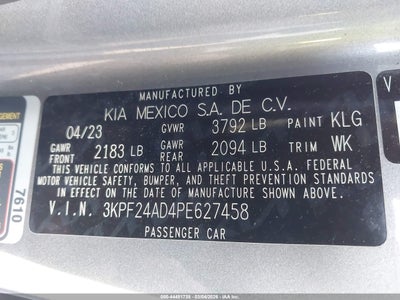 MANUFACTURED BY
KIA MEXICO S.A. DE C.V.
04/23 GVWR 3792 LB PAINT KLG
GAWR FRONT 2183 LB GAWR REAR 2094 LB TRIM WK
THIS VEHICLE CONFORMS TO ALL APPLICABLE U.S.A. FEDERAL
MOTOR VEHICLE SAFETY, BUMPER, AND THEFT PREVENTION STANDARDS
IN EFFECT ON THE DATE OF MANUFACTURE SHOWN ABOVE.
V.I.N. 3KPF24AD4PE627458
PASSENGER CAR
7610
V